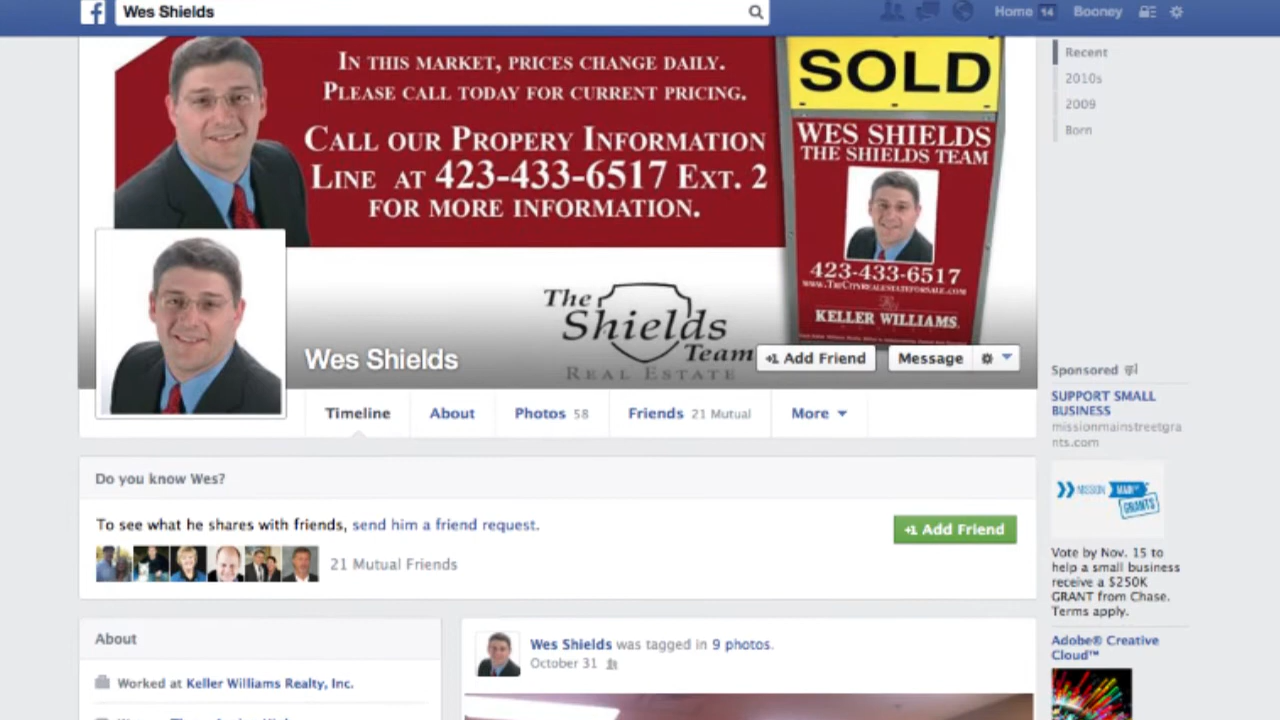 Wes Shields
Home 14
Booney
IN THIS MARKET, PRICES CHANGE DAILY.
PLEASE CALL TODAY FOR CURRENT PRICING.
CALL OUR PROPERY INFORMATION
LINE AT 423-433-6517 EXT. 2
FOR MORE INFORMATION.
SOLD
WES SHIELDS
THE SHIELDS TEAM
423-433-6517
WWW.TRICITYREALESTATEFORSALE.COM
KELLER WILLIAMS
The
Shields
Team
REAL ESTATE
Wes Shields
+1 Add Friend
Message
Timeline
About
Photos 58
Friends 21 Mutual
More
Recent
2010s
2009
Born
Do you know Wes?
To see what he shares with friends, send him a friend request.
+1 Add Friend
21 Mutual Friends
About
Worked at Keller Williams Realty, Inc.
Wes Shields was tagged in 9 photos.
October 31
Sponsored
SUPPORT SMALL
BUSINESS
missionmainstreetgra
nts.com
MISSION MAIN
GRANTS
Vote by Nov. 15 to
help a small business
receive a $250K
GRANT from Chase.
Terms apply.
Adobe® Creative
Cloud™